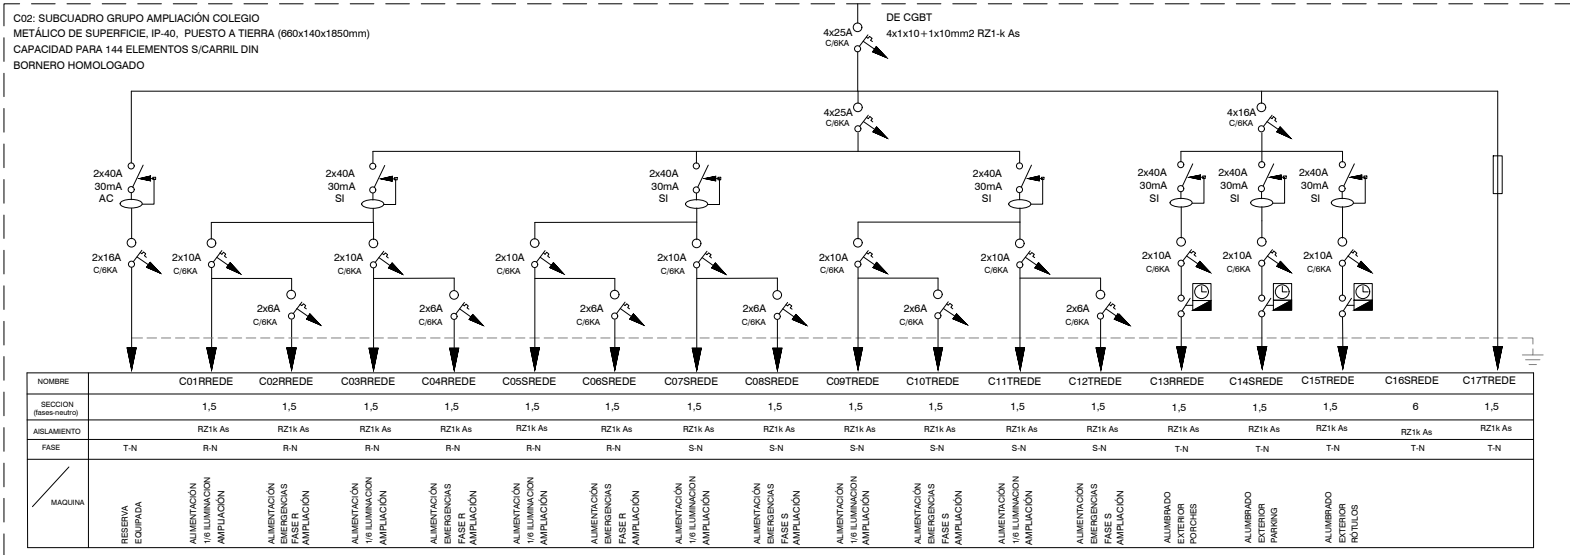 C02: SUBCUADRO GRUPO AMPLIACIÓN COLEGIO
METÁLICO DE SUPERFICIE, IP-40, PUESTO A TIERRA (660x140x1850mm)
CAPACIDAD PARA 144 ELEMENTOS S/CARRIL DIN
BORNERO HOMOLOGADO
DE CGBT
4x1x10+1x10mm2 RZ1-k As
4x25A
C/6KA
4x25A
C/6KA
4x16A
C/6KA
2x40A
30mA
AC
2x40A
30mA
SI
2x40A
30mA
SI
2x40A
30mA
SI
2x40A
30mA
SI
2x40A
30mA
SI
2x40A
30mA
SI
2x16A
C/6KA
2x10A
C/6KA
2x10A
C/6KA
2x10A
C/6KA
2x10A
C/6KA
2x10A
C/6KA
2x10A
C/6KA
2x10A
C/6KA
2x10A
C/6KA
2x10A
C/6KA
2x6A
C/6KA
2x6A
C/6KA
2x6A
C/6KA
2x6A
C/6KA
2x6A
C/6KA
2x6A
C/6KA
NOMBRE C01RREDE C02RREDE C03RREDE C04RREDE C05SREDE C06SREDE C07SREDE C08SREDE C09TREDE C10TREDE C11TREDE C12TREDE C13RREDE C14SREDE C15TREDE C16SREDE C17TREDE
SECCION
(fases-neutro) 1,5 1,5 1,5 1,5 1,5 1,5 1,5 1,5 1,5 1,5 1,5 1,5 1,5 1,5 1,5 6 1,5
AISLAMIENTO RZ1k As RZ1k As RZ1k As RZ1k As RZ1k As RZ1k As RZ1k As RZ1k As RZ1k As RZ1k As RZ1k As RZ1k As RZ1k As RZ1k As RZ1k As RZ1k As RZ1k As
FASE T-N R-N R-N R-N R-N R-N R-N S-N S-N S-N S-N S-N S-N T-N T-N T-N T-N T-N
MAQUINA
RESERVA
EQUIPADA
ALIMENTACIÓN
1/6 ILUMINACION
AMPLIACIÓN
ALIMENTACIÓN
EMERGENCIAS
FASE R
AMPLIACIÓN
ALIMENTACIÓN
1/6 ILUMINACION
AMPLIACIÓN
ALIMENTACIÓN
EMERGENCIAS
FASE R
AMPLIACIÓN
ALIMENTACIÓN
1/6 ILUMINACION
AMPLIACIÓN
ALIMENTACIÓN
EMERGENCIAS
FASE R
AMPLIACIÓN
ALIMENTACIÓN
1/6 ILUMINACION
AMPLIACIÓN
ALIMENTACIÓN
EMERGENCIAS
FASE S
AMPLIACIÓN
ALIMENTACIÓN
1/6 ILUMINACION
AMPLIACIÓN
ALIMENTACIÓN
EMERGENCIAS
FASE S
AMPLIACIÓN
ALIMENTACIÓN
1/6 ILUMINACION
AMPLIACIÓN
ALIMENTACIÓN
EMERGENCIAS
FASE S
AMPLIACIÓN
ALUMBRADO
EXTERIOR
PORCHES
ALUMBRADO
EXTERIOR
PARKING
ALUMBRADO
EXTERIOR
ROTULOS